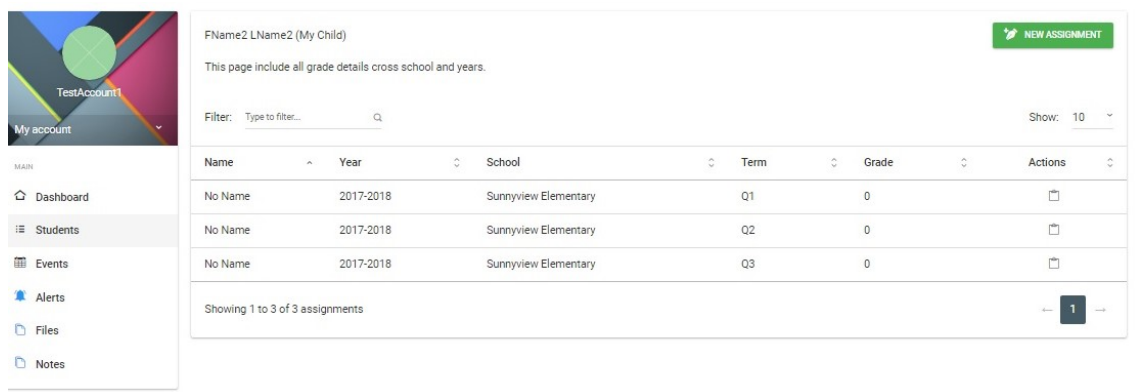 TestAccount1
My account
MAIN
Dashboard
Students
Events
Alerts
Files
Notes
FName2 LName2 (My Child)
NEW ASSIGNMENT
This page include all grade details cross school and years.
Filter: Type to filter...
Show: 10
Name Year School Term Grade Actions
No Name 2017-2018 Sunnyview Elementary Q1 0
No Name 2017-2018 Sunnyview Elementary Q2 0
No Name 2017-2018 Sunnyview Elementary Q3 0
Showing 1 to 3 of 3 assignments
← 1 →